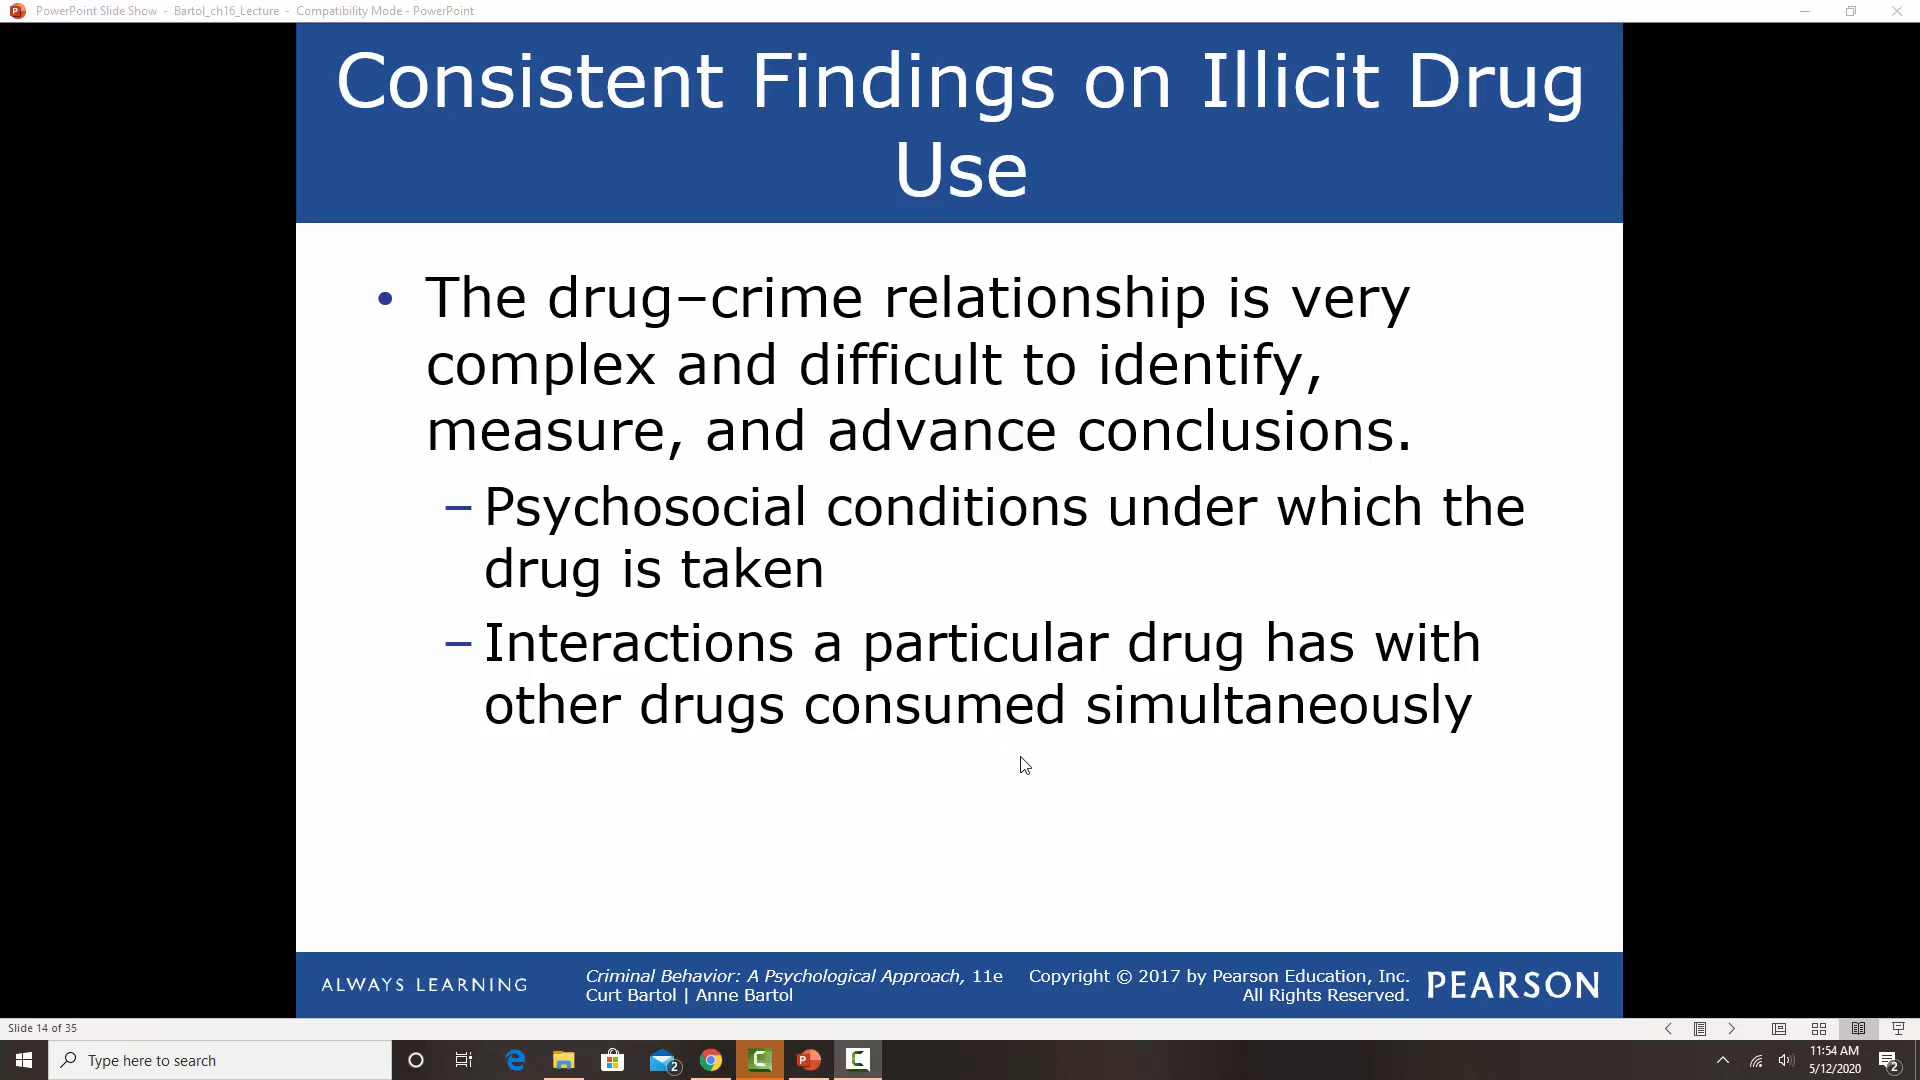 PowerPoint Slide Show - Bartol_ch16_Lecture - Compatibility Mode - PowerPoint
Consistent Findings on Illicit Drug
Use
• The drug–crime relationship is very
complex and difficult to identify,
measure, and advance conclusions.
– Psychosocial conditions under which the
drug is taken
– Interactions a particular drug has with
other drugs consumed simultaneously
ALWAYS LEARNING
Criminal Behavior: A Psychological Approach, 11e
Curt Bartol | Anne Bartol
Copyright © 2017 by Pearson Education, Inc.
All Rights Reserved.
PEARSON
Slide 14 of 35
Type here to search
2
11:54 AM
5/12/2020
2